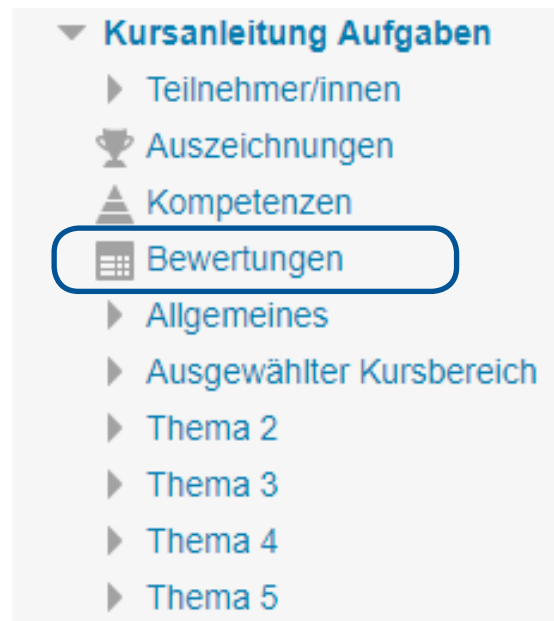 Kursanleitung Aufgaben
Teilnehmer/innen
Auszeichnungen
Kompetenzen
Bewertungen
Allgemeines
Ausgewählter Kursbereich
Thema 2
Thema 3
Thema 4
Thema 5